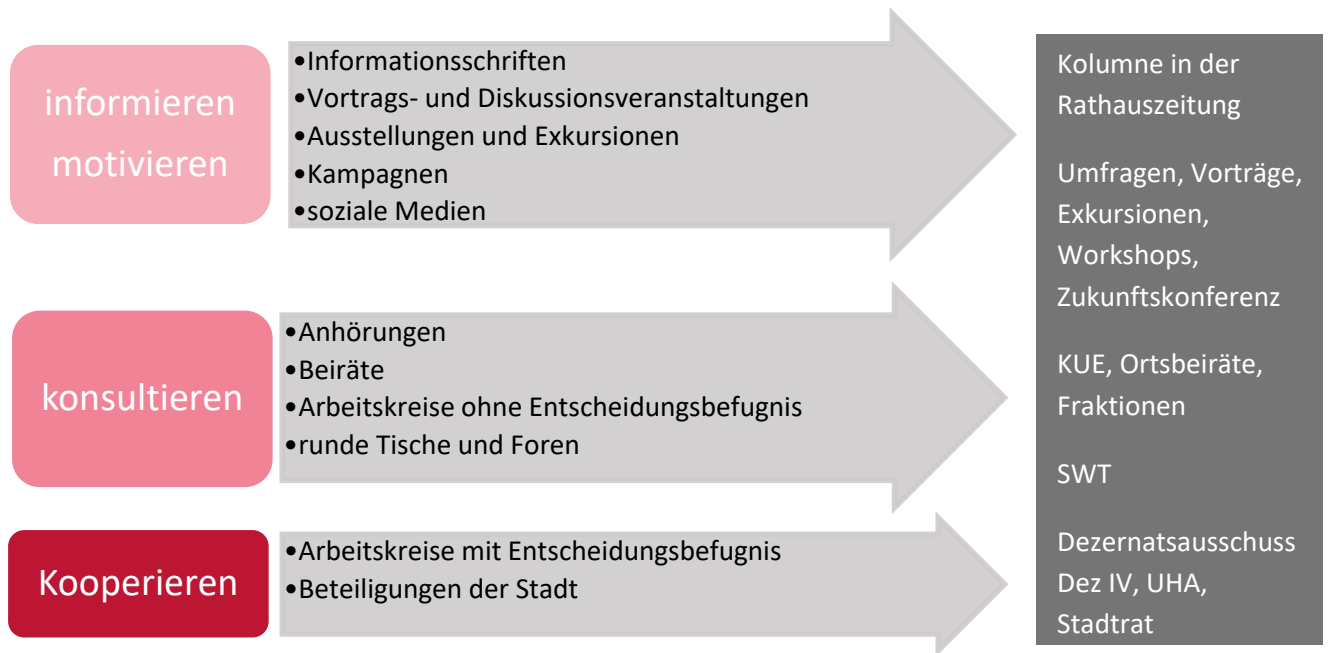 informieren
motivieren
•Informationsschriften
•Vortrags- und Diskussionsveranstaltungen
•Ausstellungen und Exkursionen
•Kampagnen
•soziale Medien
konsultieren
•Anhörungen
•Beiräte
•Arbeitskreise ohne Entscheidungsbefugnis
•runde Tische und Foren
Kooperieren
•Arbeitskreise mit Entscheidungsbefugnis
•Beteiligungen der Stadt
Kolumne in der
Rathauszeitung
Umfragen, Vorträge,
Exkursionen,
Workshops,
Zukunftskonferenz
KUE, Ortsbeiräte,
Fraktionen
SWT
Dezernatsausschuss
Dez IV, UHA,
Stadtrat